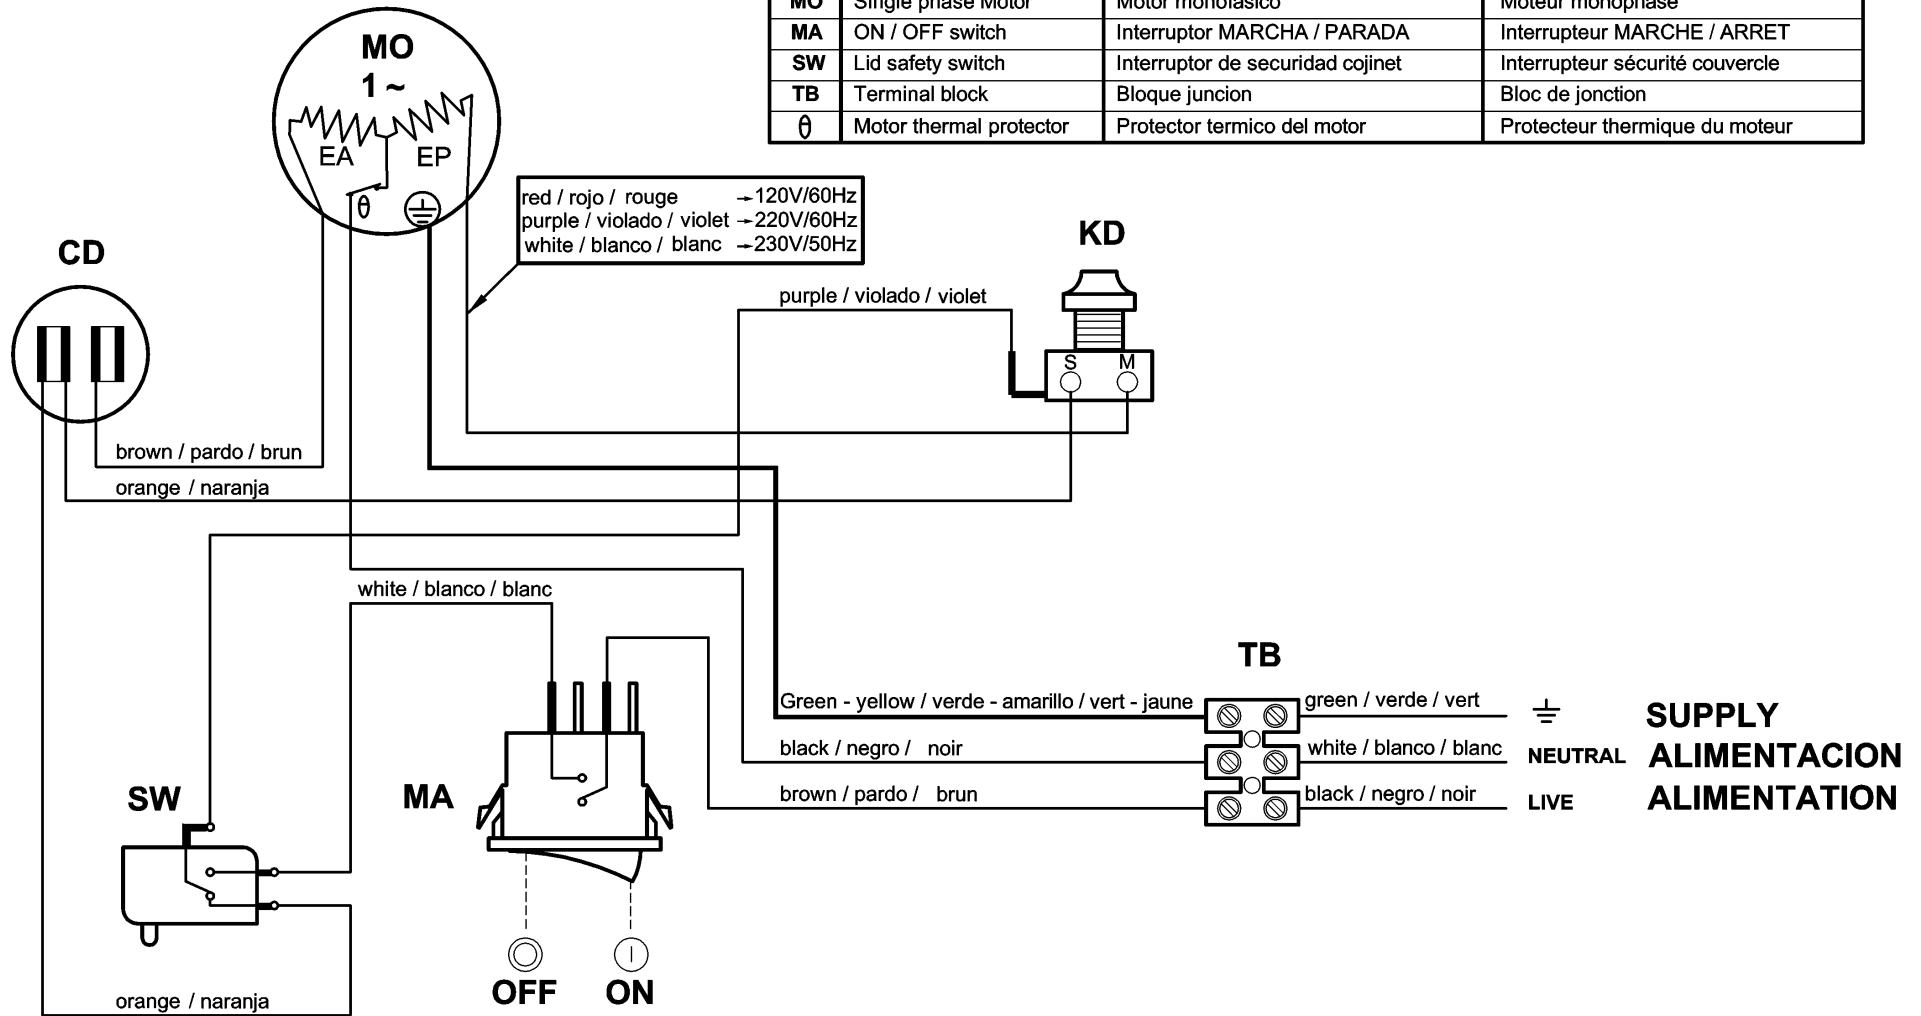 MO Single phase Motor Motor monofasico Moteur monophase
MA ON / OFF switch Interruptor MARCHA / PARADA Interrupteur MARCHE / ARRET
SW Lid safety switch Interruptor de securidad cojinet Interrupteur sécurité couvercle
TB Terminal block Bloque juncion Bloc de jonction
θ Motor thermal protector Protector termico del motor Protecteur thermique du moteur
MO
1 ~
EA EP
θ
red / rojo / rouge →120V/60Hz
purple / violado / violet →220V/60Hz
white / blanco / blanc →230V/50Hz
CD
KD
purple / violado / violet
S M
brown / pardo / brun
orange / naranja
white / blanco / blanc
TB
Green - yellow / verde - amarillo / vert - jaune
green / verde / vert
SUPPLY
black / negro / noir
white / blanco / blanc
NEUTRAL
ALIMENTACION
brown / pardo / brun
black / negro / noir
LIVE
ALIMENTATION
SW
MA
OFF
ON
orange / naranja